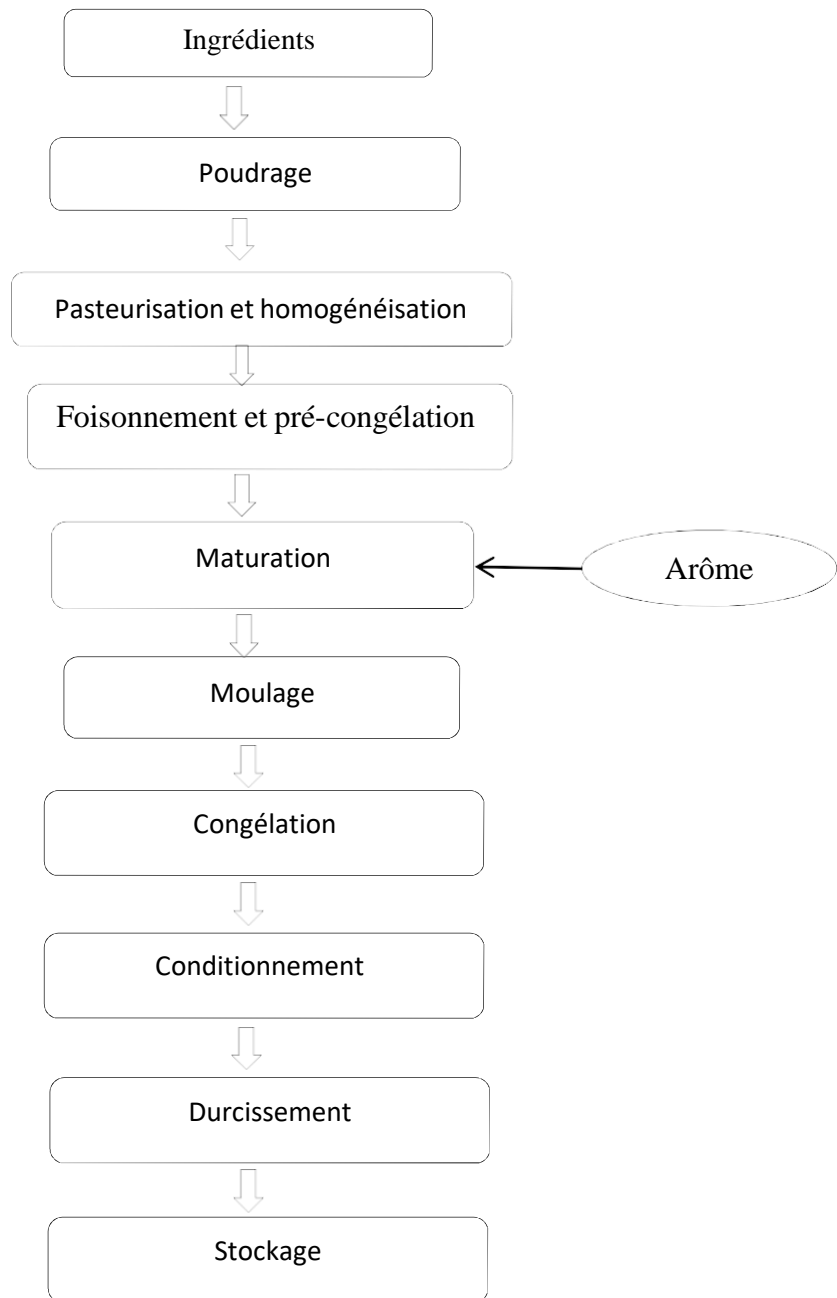 Ingrédients
Poudrage
Pasteurisation et homogénéisation
Foisonnement et pré-congélation
Maturation
Arôme
Moulage
Congélation
Conditionnement
Durcissement
Stockage